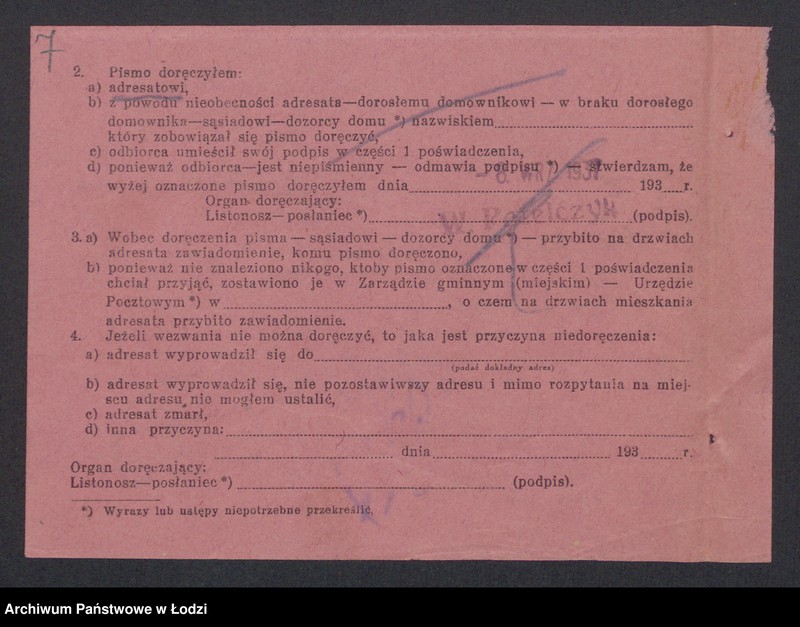 7
2. Pismo doręczyłem:
a) adresatowi,
b) z powodu nieobecności adresata—dorosłemu domownikowi — w braku dorosłego
domownika—sąsiadowi—dozorcy domu *) nazwiskiem
który zobowiązał się pismo doręczyć,
c) odbiorca umieścił swój podpis w części 1 poświadczenia,
d) ponieważ odbiorca—jest niepiśmienny — odmawia podpisu *) — stwierdzam, że
wyżej oznaczone pismo doręczyłem dnia 193 r.
Organ doręczający:
Listonosz—posłaniec *) (podpis).
3. a) Wobec doręczenia pisma — sąsiadowi — dozorcy domu *) — przybito na drzwiach
adresata zawiadomienie, komu pismo doręczono,
b) ponieważ nie znaleziono nikogo, ktoby pismo oznaczone w części 1 poświadczenia
chciał przyjąć, zostawiono je w Zarządzie gminnym (miejskim) — Urzędzie
Pocztowym *) w , o czem na drzwiach mieszkania
adresata przybito zawiadomienie.
4. Jeżeli wezwania nie można doręczyć, to jaka jest przyczyna niedoręczenia:
a) adresat wyprowadził się do
(podać dokładny adres)
b) adresat wyprowadził się, nie pozostawiwszy adresu i mimo rozpytania na miej-
scu adresu nie mogłem ustalić,
c) adresat zmarł,
d) inna przyczyna:
dnia 193 r.
Organ doręczający:
Listonosz—posłaniec *) (podpis).
*) Wyrazy lub ustępy niepotrzebne przekreślić.
Archiwum Państwowe w Łodzi